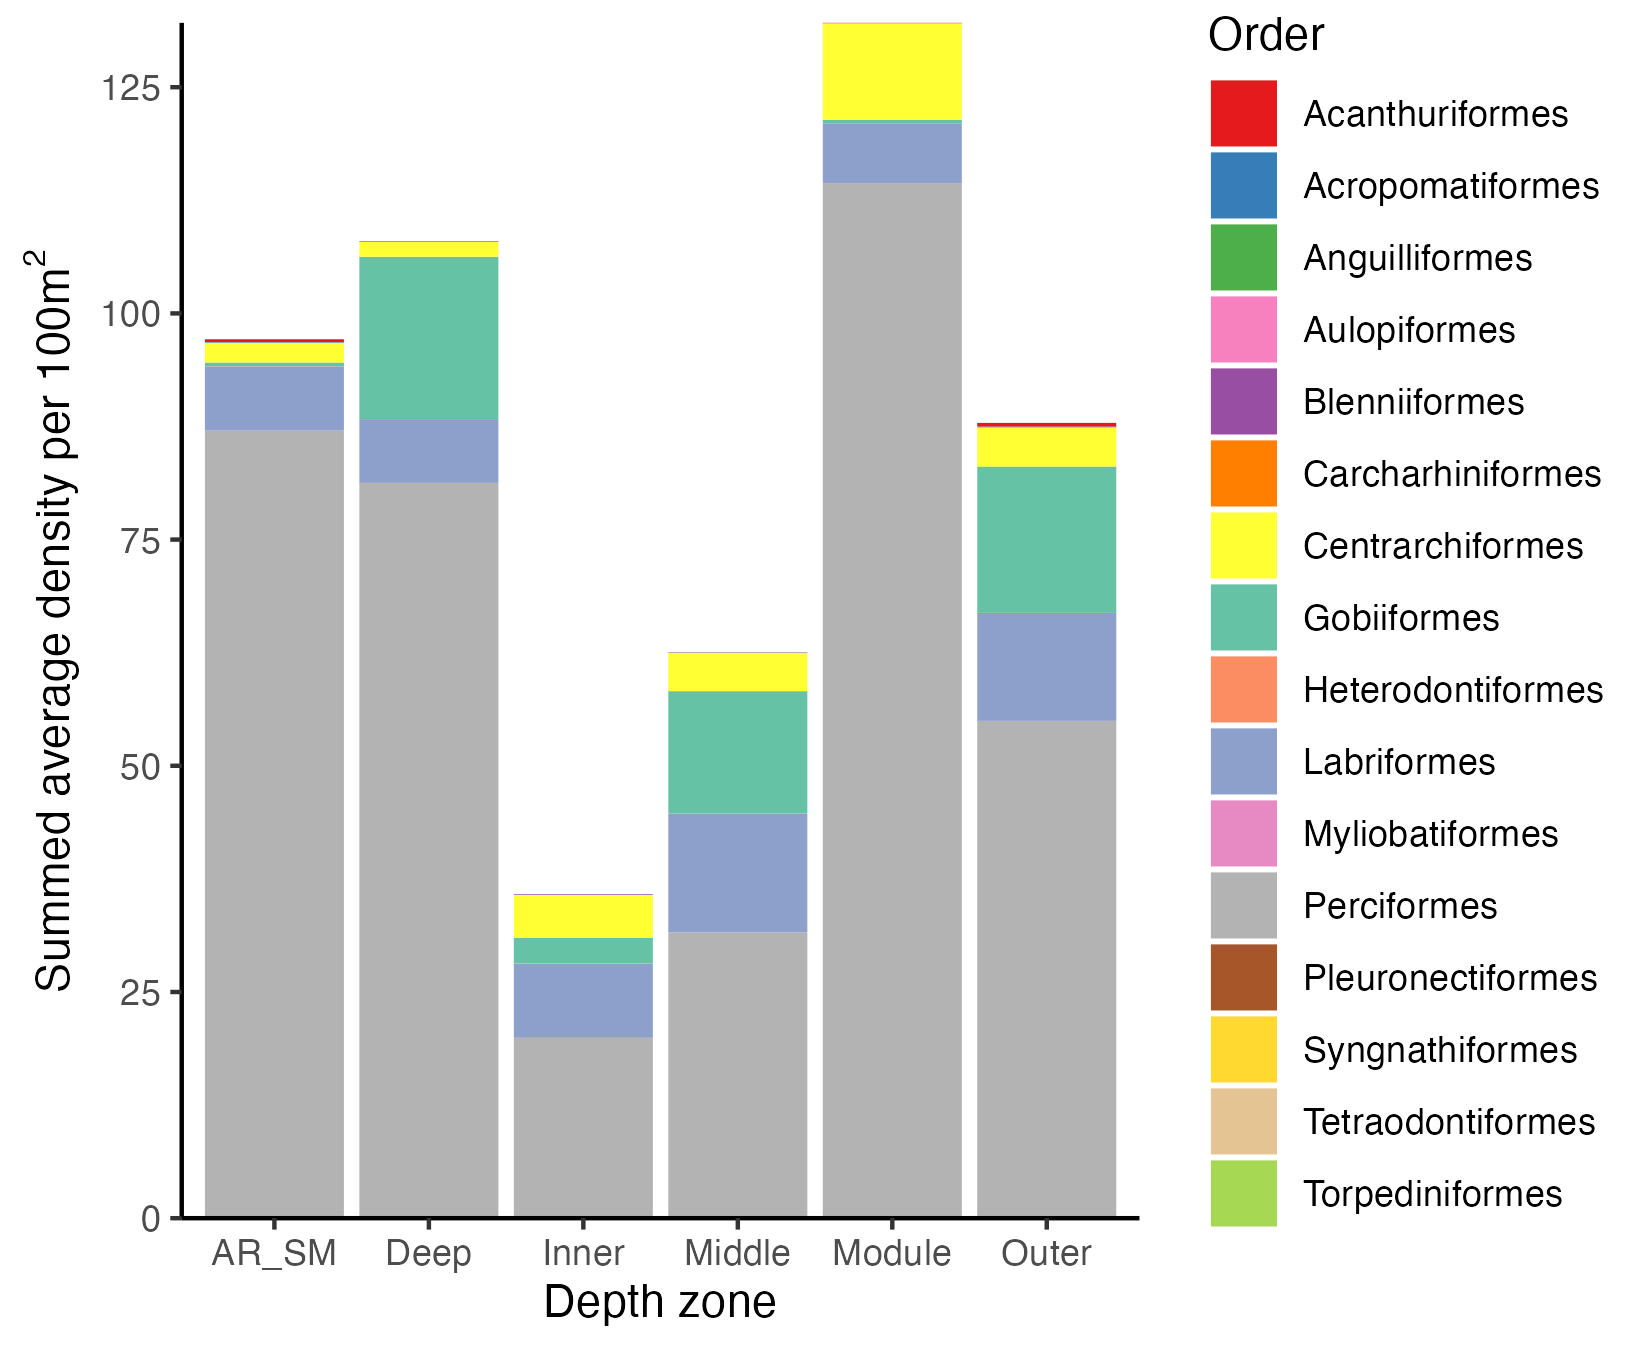 Summed average density per 100m²
125
100
75
50
25
0
AR_SM Deep Inner Middle Module Outer
Depth zone
Order
Acanthuriformes
Acropomatiformes
Anguilliformes
Aulopiformes
Blenniiformes
Carcharhiniformes
Centrarchiformes
Gobiiformes
Heterodontiformes
Labriformes
Myliobatiformes
Perciformes
Pleuronectiformes
Syngnathiformes
Tetraodontiformes
Torpediniformes